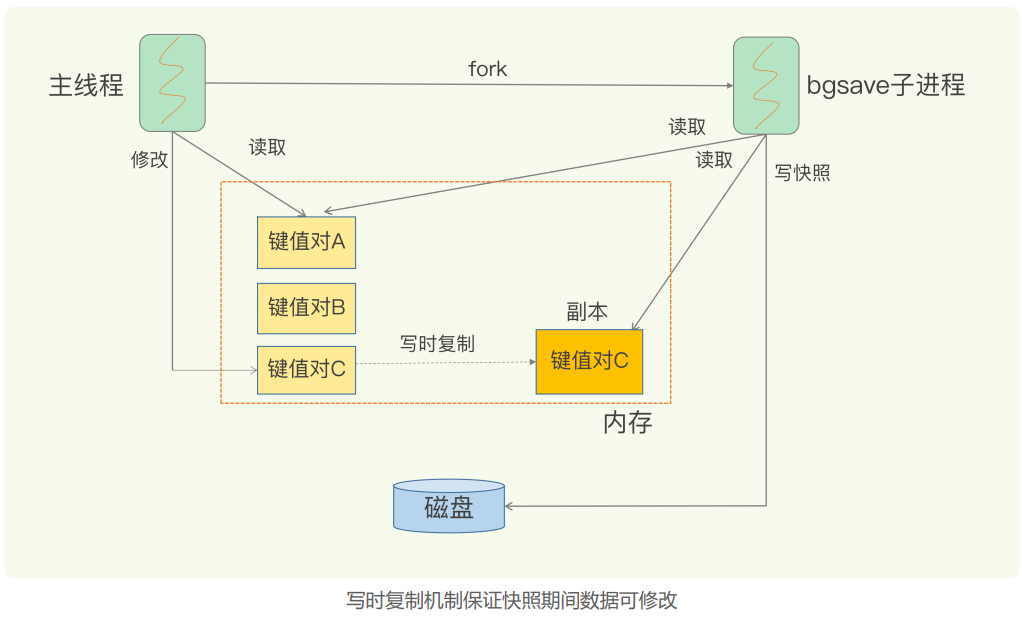 fork
主线程
bgsave子进程
读取
修改
读取
读取
写快照
键值对A
键值对B
副本
写时复制
键值对C
键值对C
内存
磁盘
写时复制机制保证快照期间数据可修改